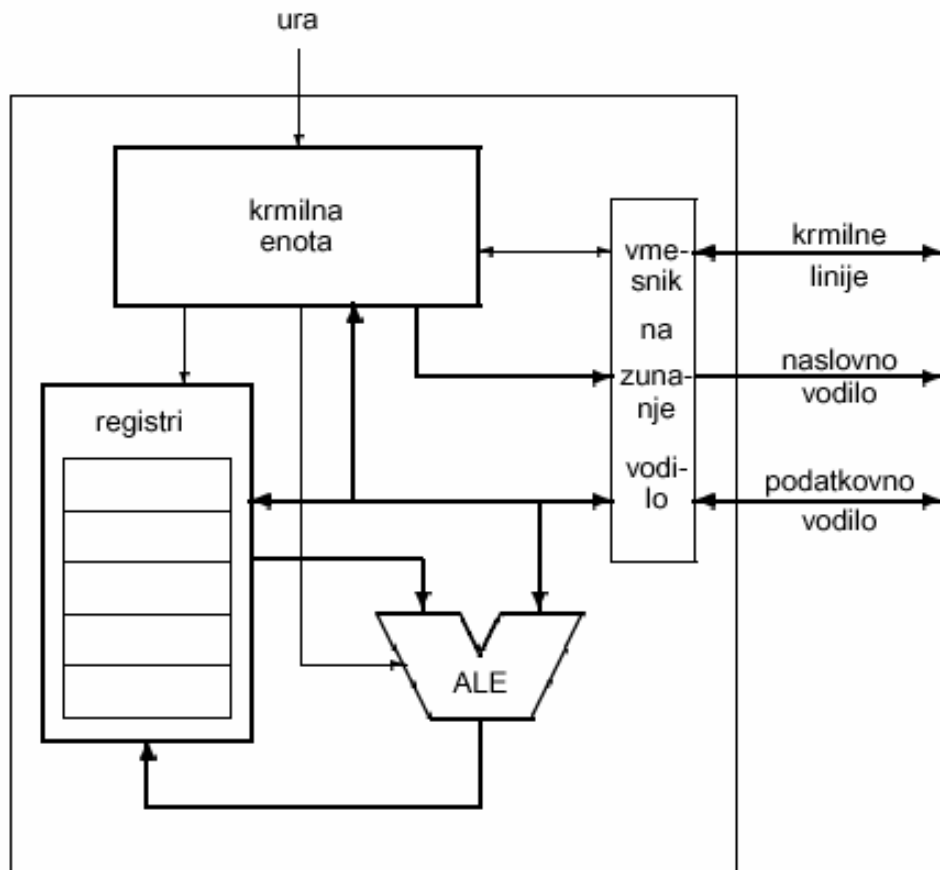 ura
krmilna
enota
vme-
snik
na
zuna-
nje
vodi-
lo
krmilne
linije
naslovno
vodilo
podatkovno
vodilo
registri
ALE